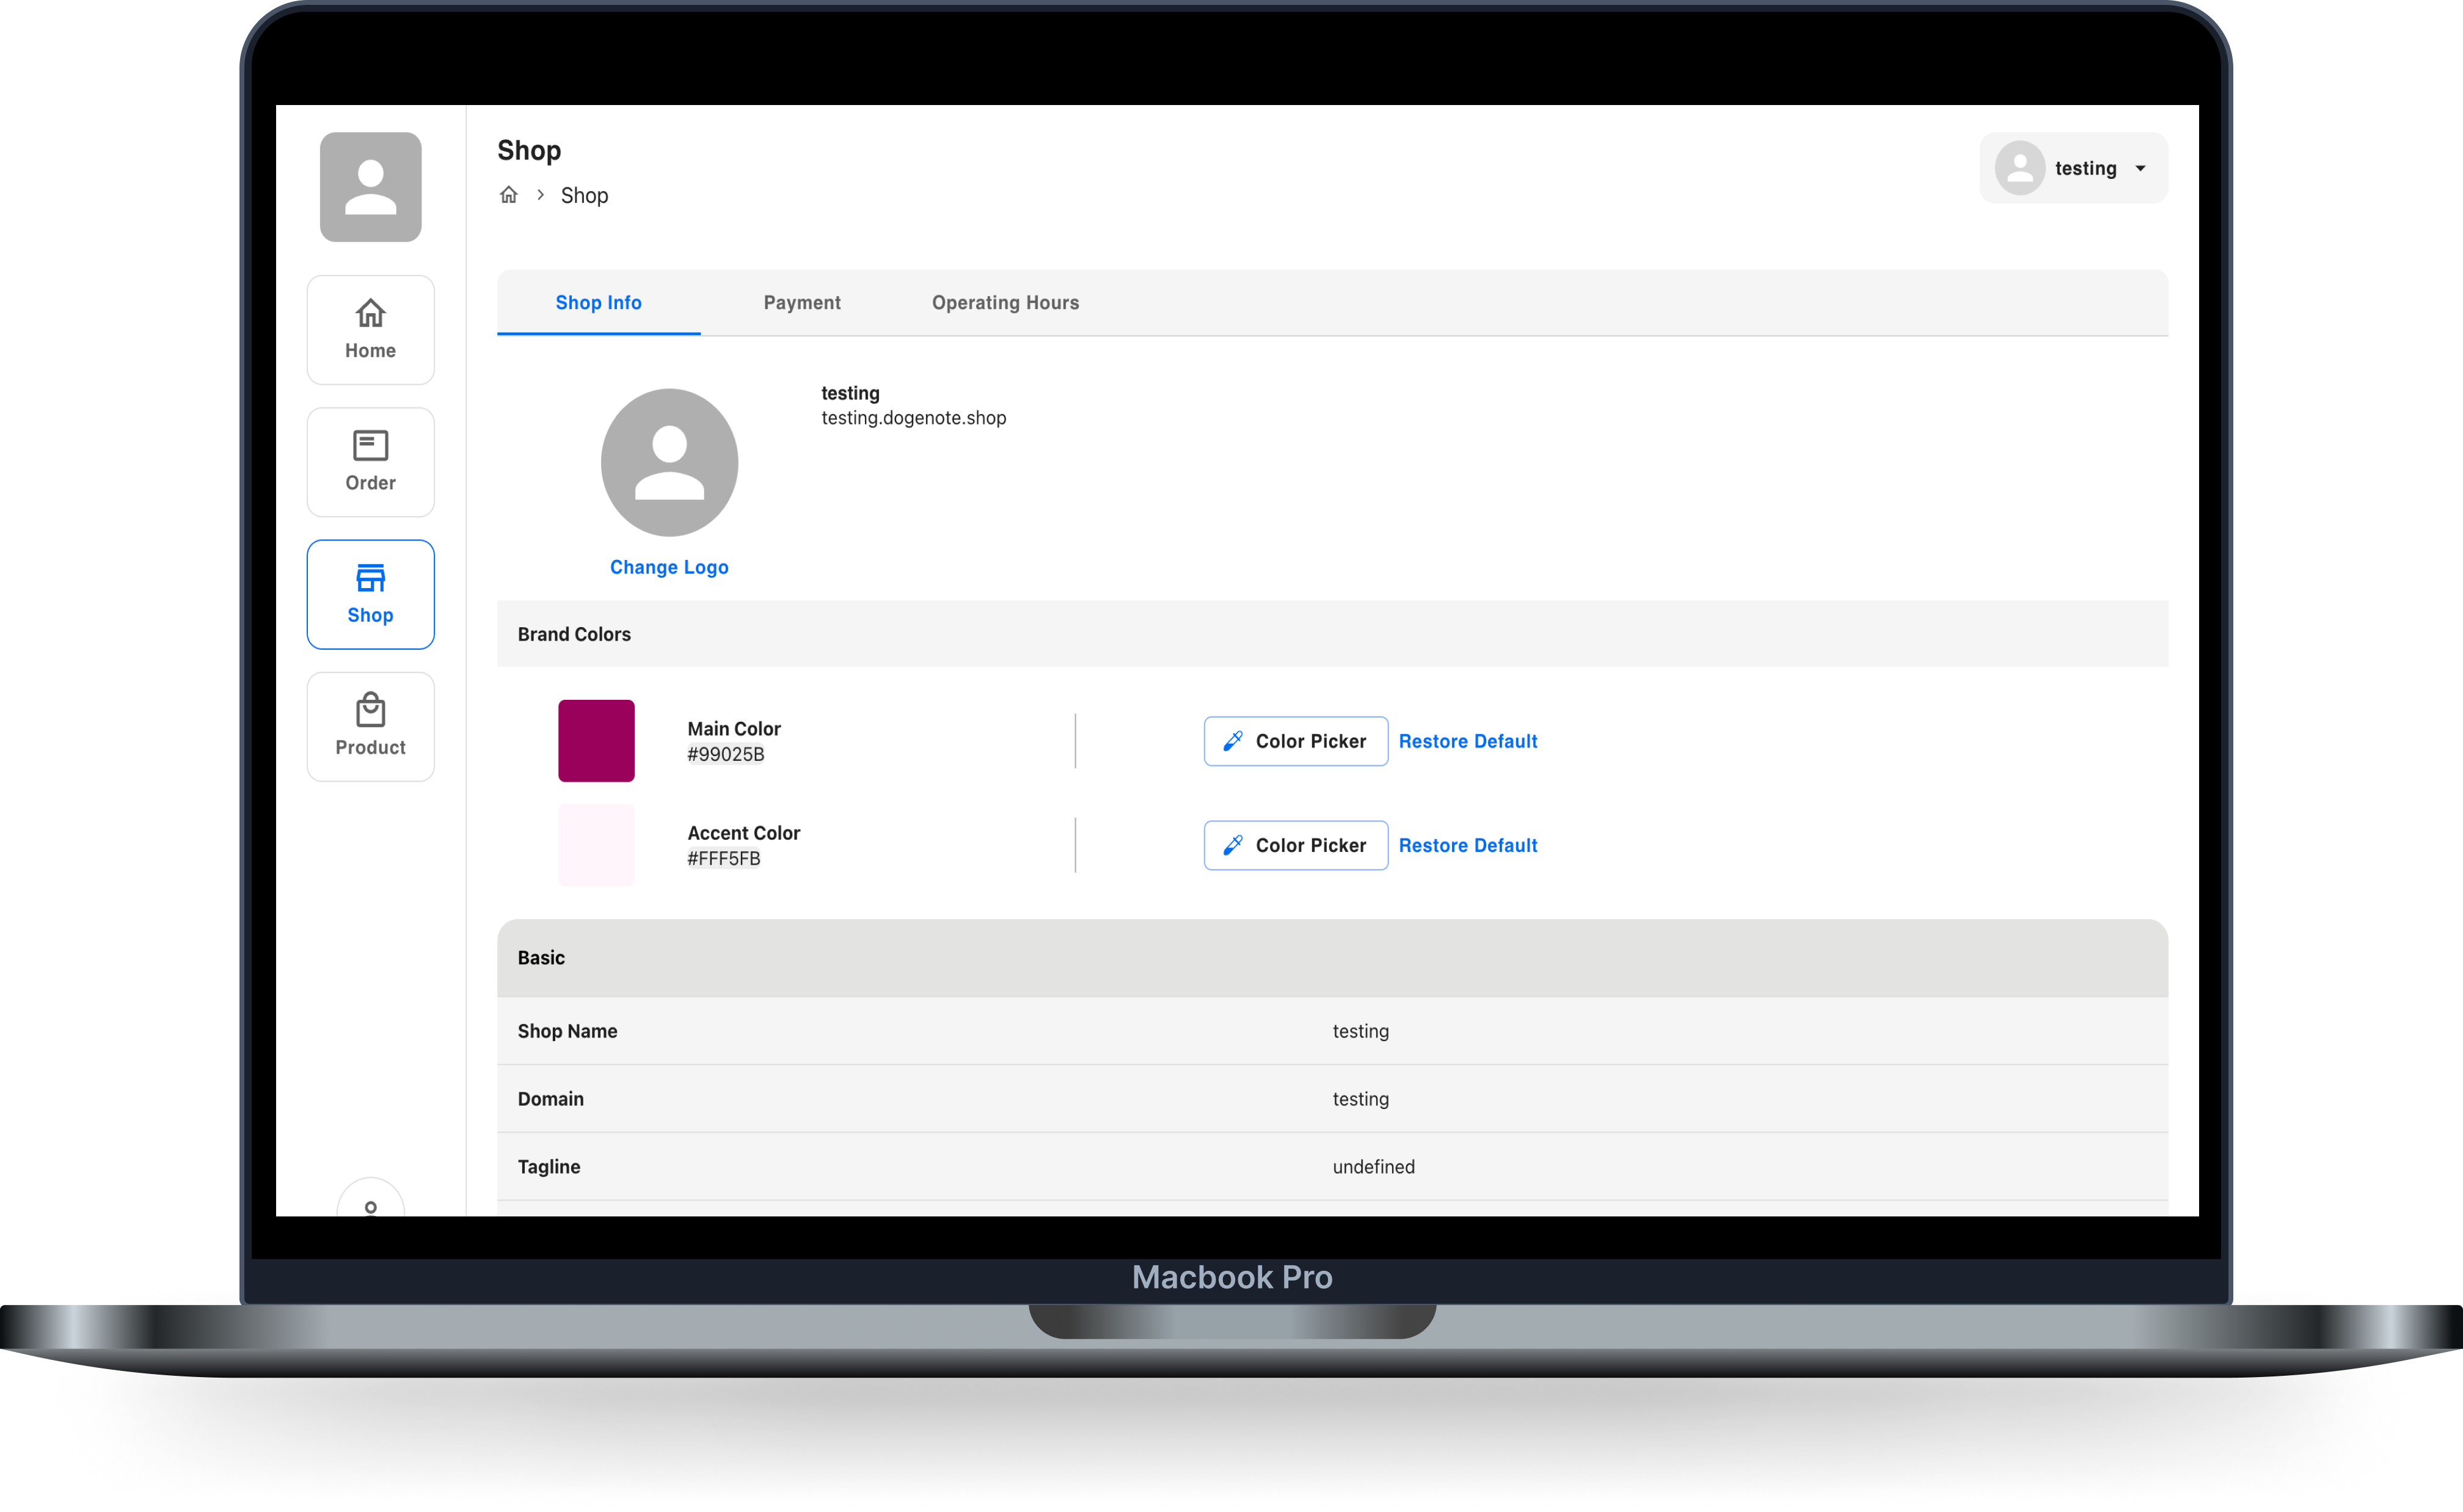 Shop
Shop
testing
Home
Order
Shop
Product
Shop Info
Payment
Operating Hours
testing
testing.dogenote.shop
Change Logo
Brand Colors
Main Color
#99025B
Color Picker
Restore Default
Accent Color
#FFF5FB
Color Picker
Restore Default
Basic
Shop Name
testing
Domain
testing
Tagline
undefined
Macbook Pro